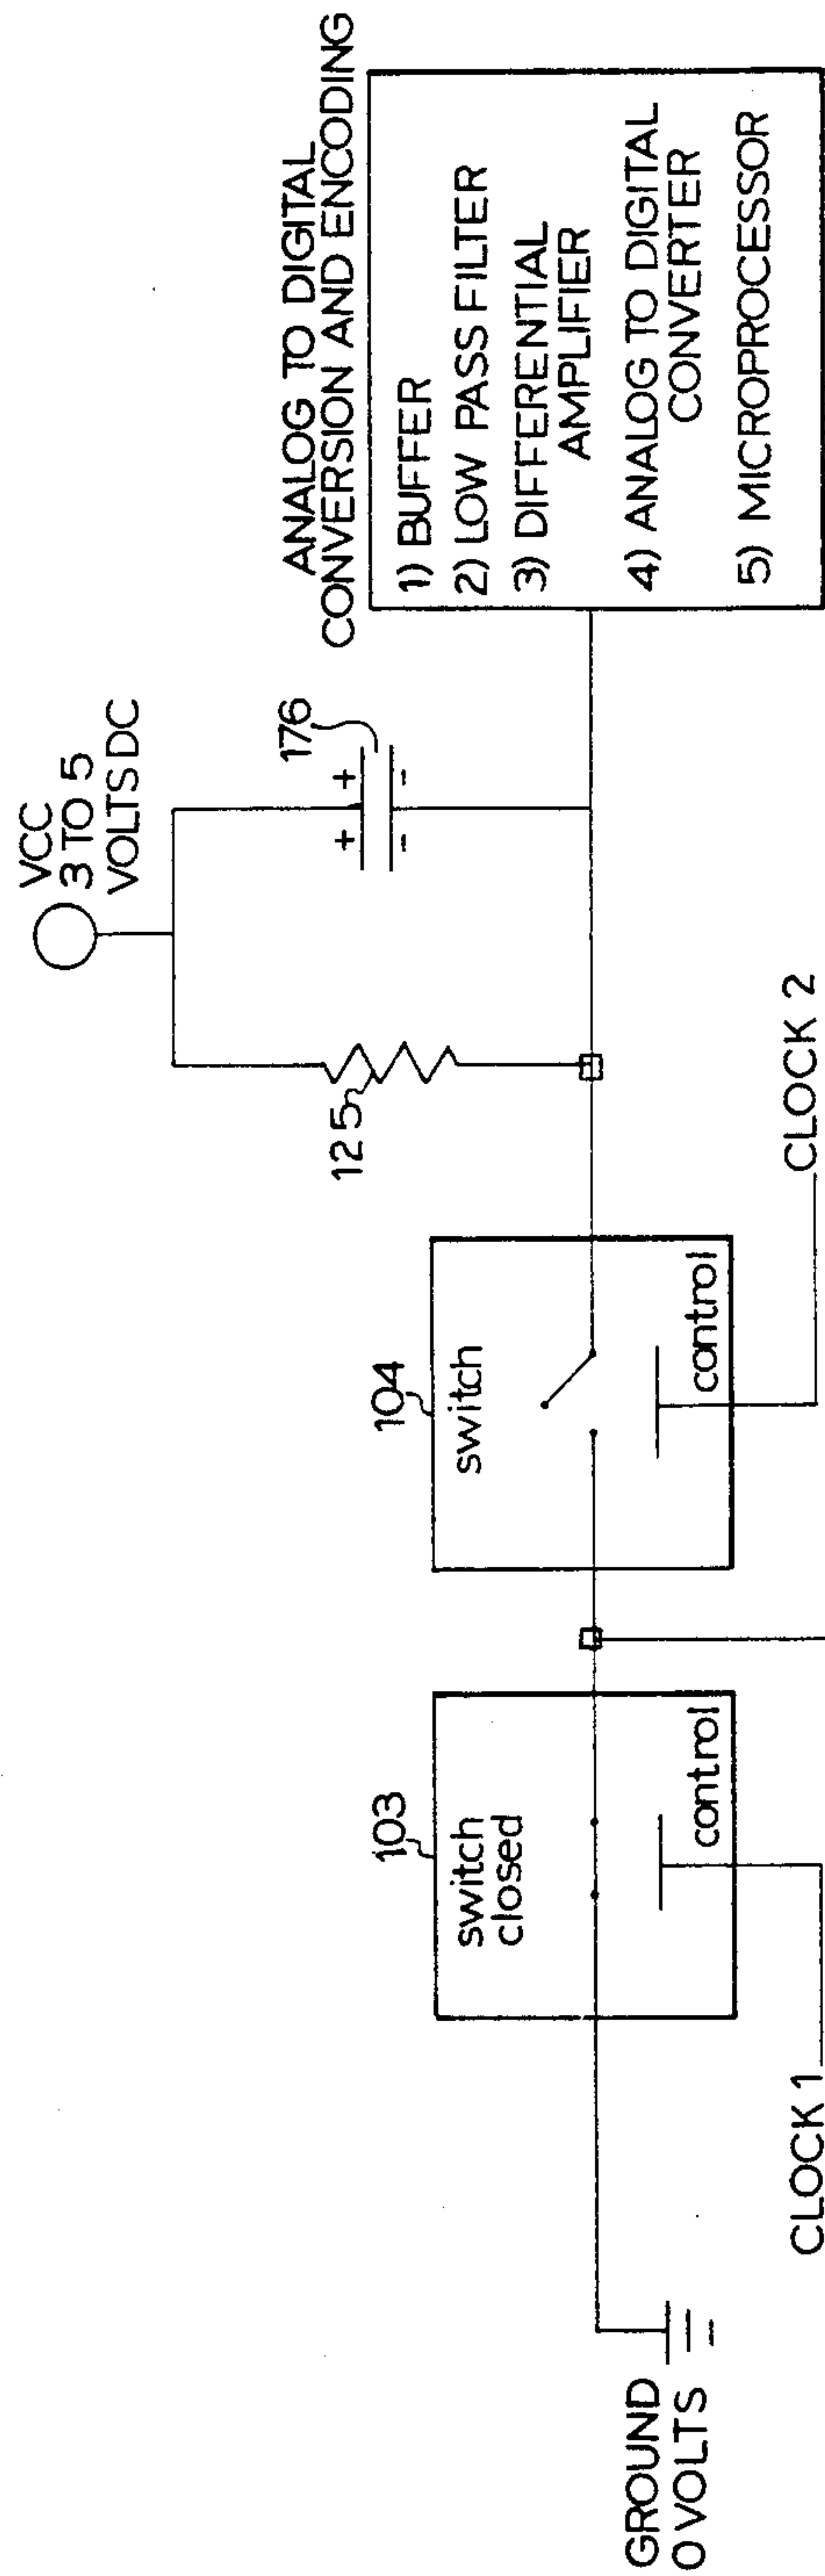 GROUND
0 VOLTS
CLOCK 1
103
switch
closed
control
104
switch
control
CLOCK 2
125
VCC
3 TO 5
VOLTS DC
176
+ +
- -
ANALOG TO DIGITAL
CONVERSION AND ENCODING
1) BUFFER
2) LOW PASS FILTER
3) DIFFERENTIAL
AMPLIFIER
4) ANALOG TO DIGITAL
CONVERTER
5) MICROPROCESSOR